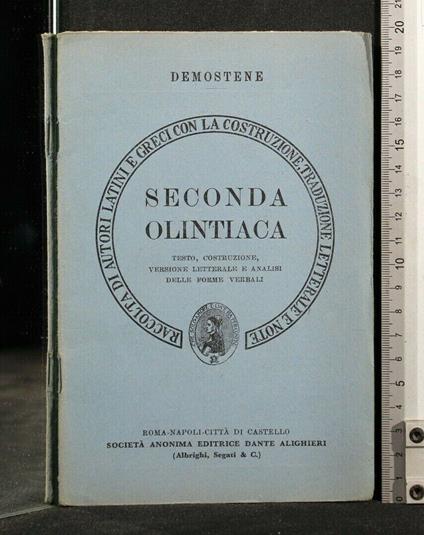 DEMOSTENE
RACCOLTA DI AUTORI LATINI E GRECI CON LA COSTRUZIONE, TRADUZIONE LETTERALE E NOTE
SECONDA
OLINTIACA
TESTO, COSTRUZIONE,
VERSIONE LETTERALE E ANALISI
DELLE FORME VERBALI
ROMA-NAPOLI-CITTÀ DI CASTELLO
SOCIETÀ ANONIMA EDITRICE DANTE ALIGHIERI
(Albrighi, Segati & C.)